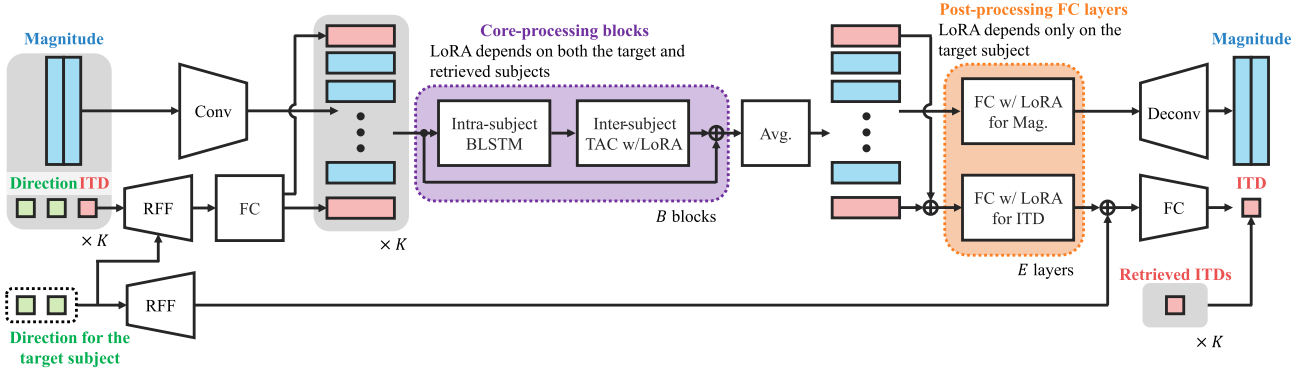 Magnitude
Conv
Direction ITD
× K
RFF
FC
Direction for the
target subject
RFF
× K
Core-processing blocks
LoRA depends on both the target and
retrieved subjects
Intra-subject
BLSTM
Inter-subject
TAC w/LoRA
B blocks
Avg.
Post-processing FC layers
LoRA depends only on the
target subject
FC w/ LoRA
for Mag.
FC w/ LoRA
for ITD
E layers
Magnitude
Deconv
ITD
FC
Retrieved ITDs
× K